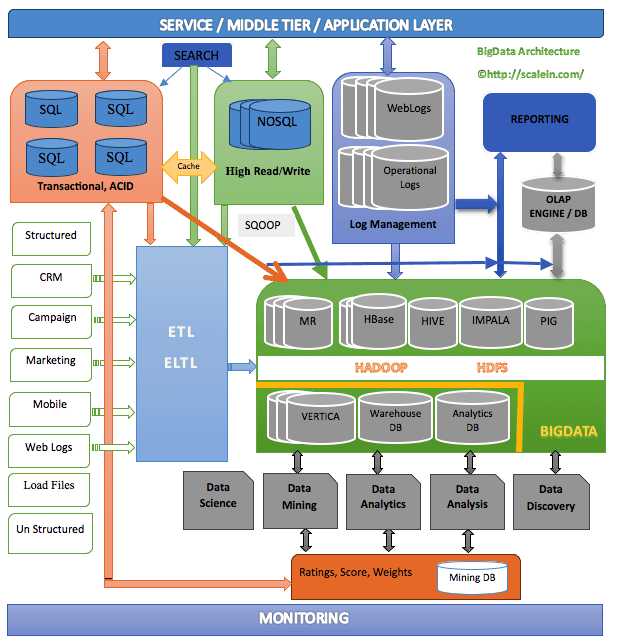 SERVICE / MIDDLE TIER / APPLICATION LAYER
SEARCH
BigData Architecture
©http://scalein.com/
SQL
SQL
SQL
SQL
Transactional, ACID
Cache
NOSQL
High Read/Write
WebLogs
Operational
Logs
Log Management
REPORTING
OLAP
ENGINE / DB
SQOOP
Structured
CRM
Campaign
Marketing
Mobile
Web Logs
Load Files
Un Structured
ETL
ELTL
MR
HBase
HIVE
IMPALA
PIG
HADOOP
HDFS
VERTICA
Warehouse
DB
Analytics
DB
BIGDATA
Data
Science
Data
Mining
Data
Analytics
Data
Analysis
Data
Discovery
Ratings, Score, Weights
Mining DB
MONITORING